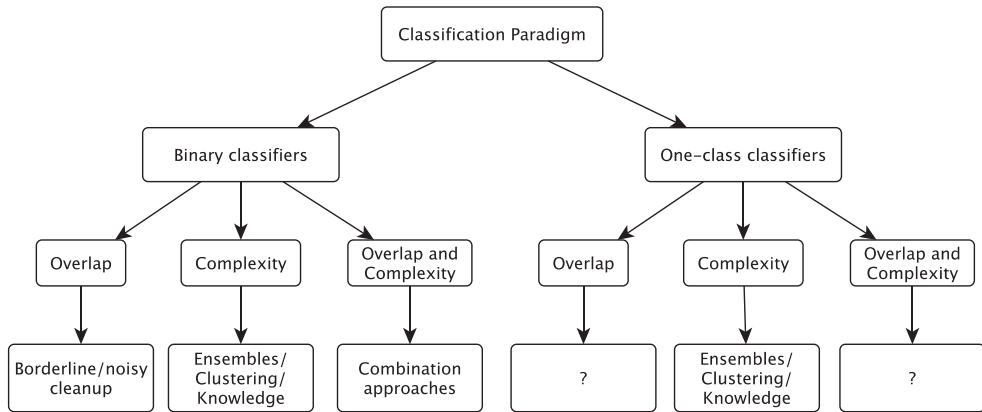 Classification Paradigm
Binary classifiers
One-class classifiers
Overlap
Complexity
Overlap and
Complexity
Overlap
Complexity
Overlap and
Complexity
Borderline/noisy
cleanup
Ensembles/
Clustering/
Knowledge
Combination
approaches
?
Ensembles/
Clustering/
Knowledge
?